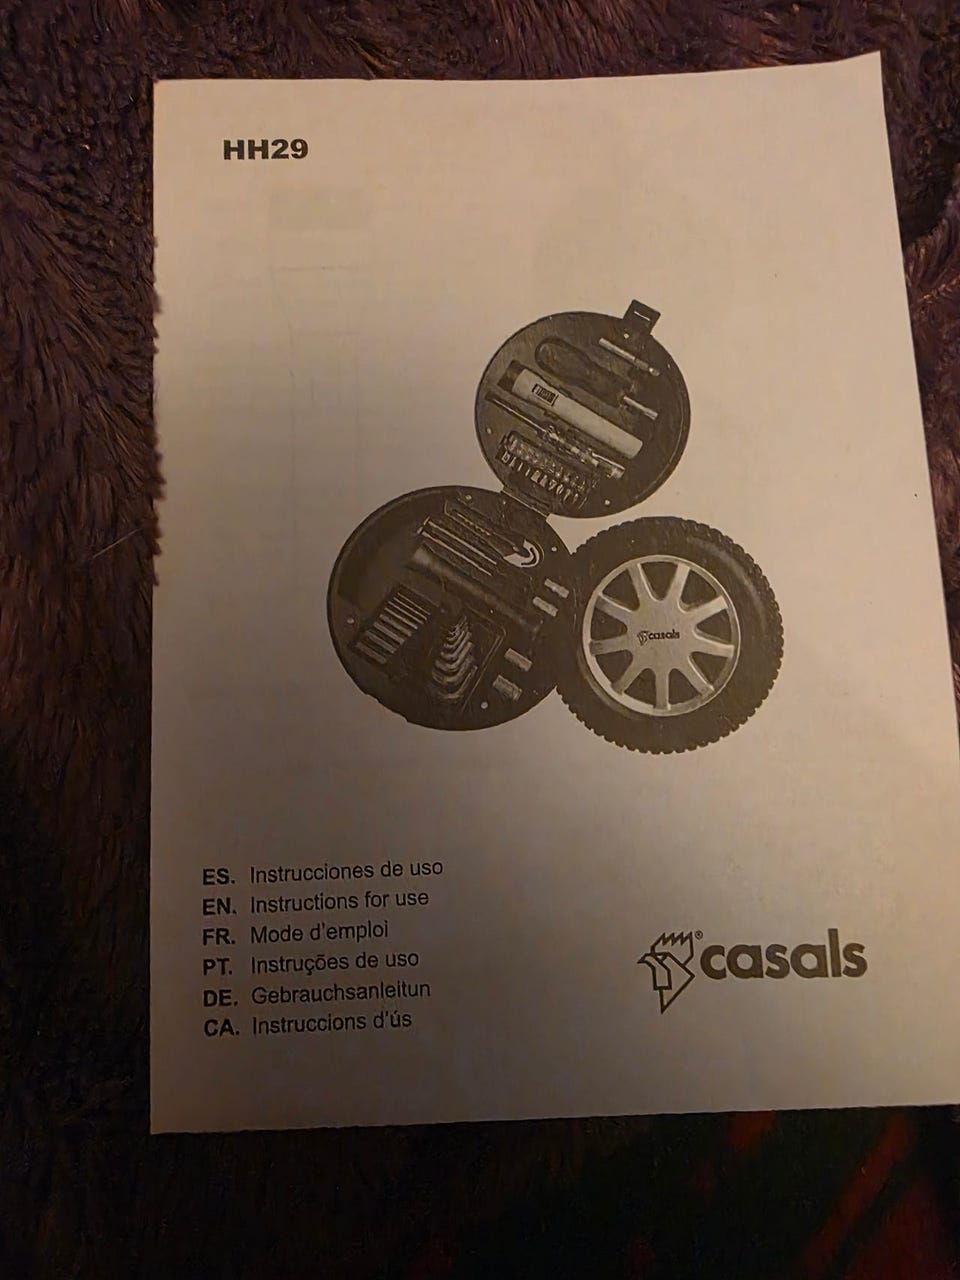 HH29
casals
ES. Instrucciones de uso
EN. Instructions for use
FR. Mode d'emploi
PT. Instruções de uso
DE. Gebrauchsanleitun
CA. Instruccions d'ús
®casals